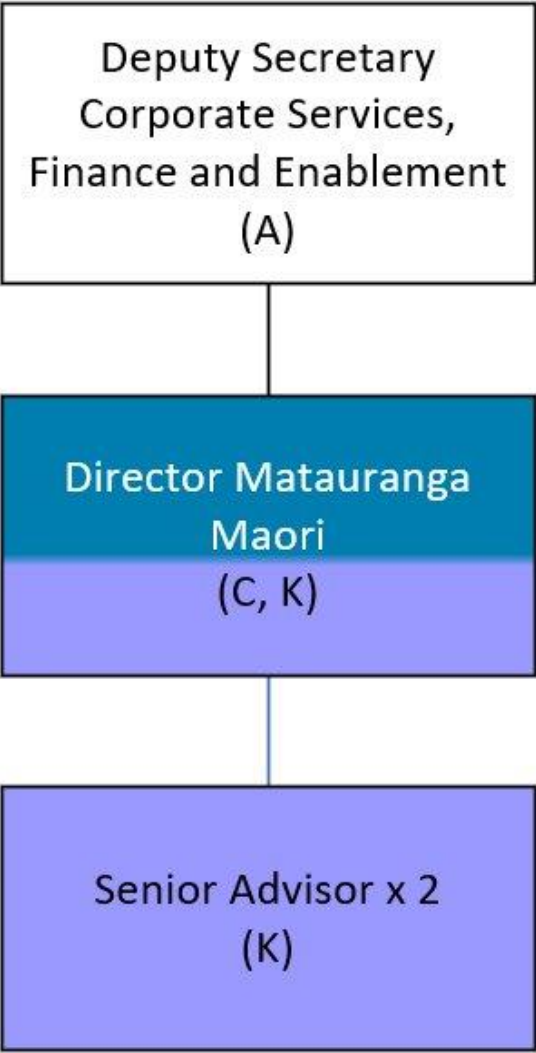 Deputy Secretary
Corporate Services,
Finance and Enablement
(A)
Director Matauranga
Maori
(C, K)
Senior Advisor x 2
(K)